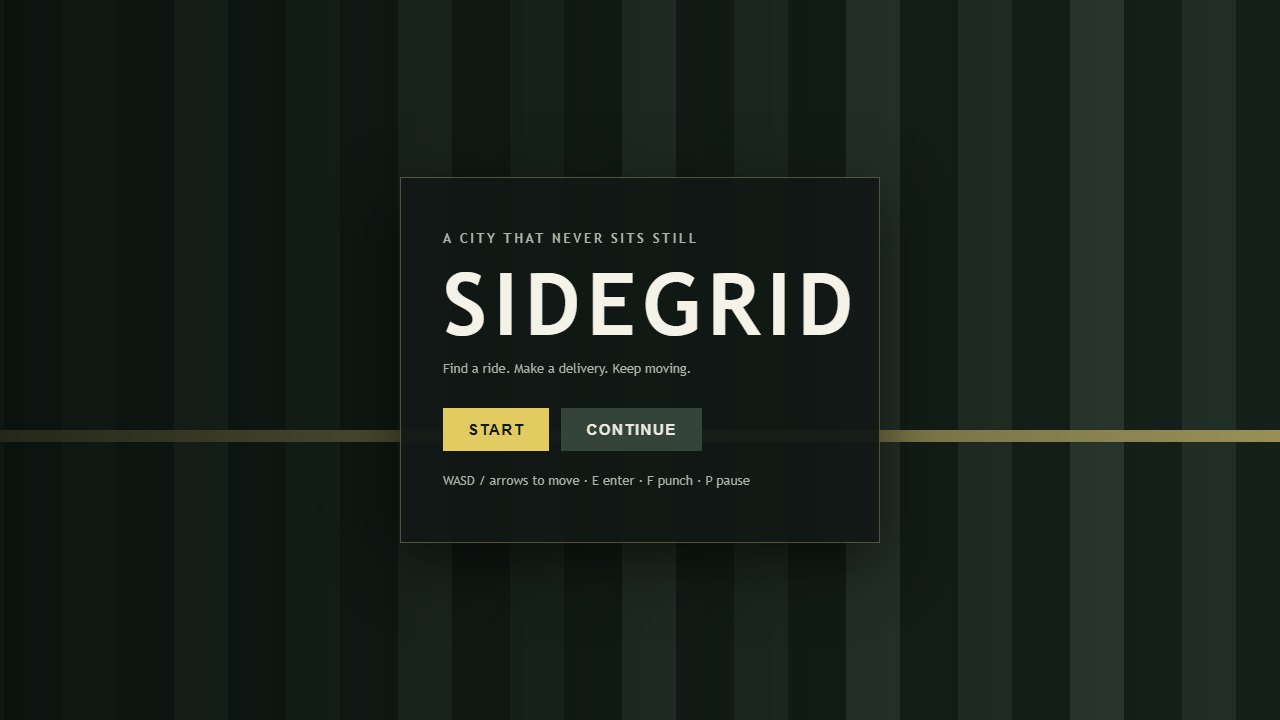 A CITY THAT NEVER SITS STILL
SIDEGRID
Find a ride. Make a delivery. Keep moving.
START CONTINUE
WASD / arrows to move · E enter · F punch · P pause